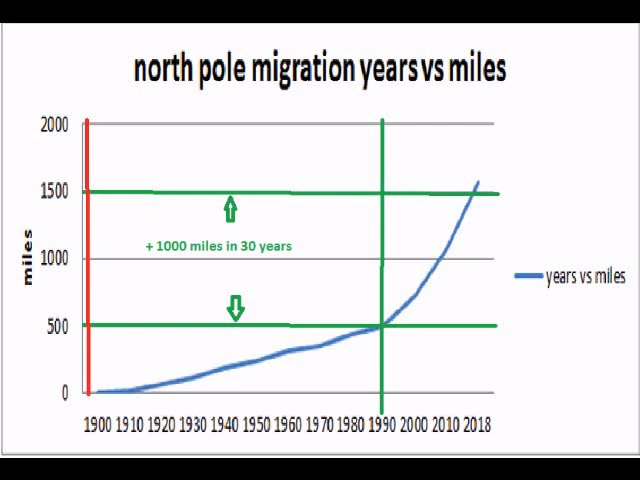 north pole migration years vs miles
2000
1500
+ 1000 miles in 30 years
1000
miles
years vs miles
500
0
1900 1910 1920 1930 1940 1950 1960 1970 1980 1990 2000 2010 2018